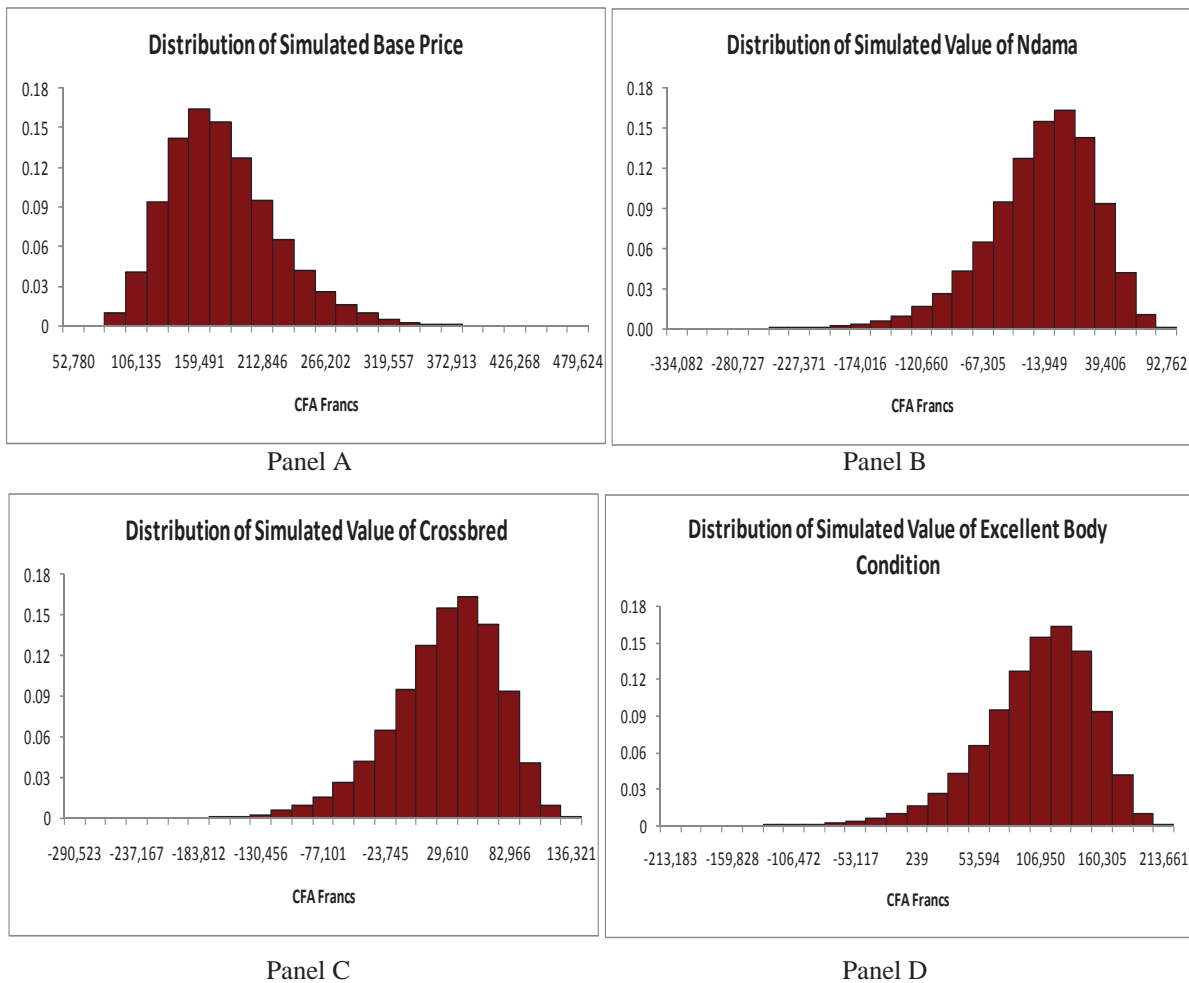 Distribution of Simulated Base Price
0.18
0.15
0.12
0.09
0.06
0.03
0
52,780 106,135 159,491 212,846 266,202 319,557 372,913 426,268 479,624
CFA Francs
Panel A
Distribution of Simulated Value of Ndama
0.18
0.15
0.12
0.09
0.06
0.03
0.00
-334,082 -280,727 -227,371 -174,016 -120,660 -67,305 -13,949 39,406 92,762
CFA Francs
Panel B
Distribution of Simulated Value of Crossbred
0.18
0.15
0.12
0.09
0.06
0.03
0
-290,523 -237,167 -183,812 -130,456 -77,101 -23,745 29,610 82,966 136,321
CFA Francs
Panel C
Distribution of Simulated Value of Excellent Body
Condition
0.18
0.15
0.12
0.09
0.06
0.03
0
-213,183 -159,828 -106,472 -53,117 239 53,594 106,950 160,305 213,661
CFA Francs
Panel D